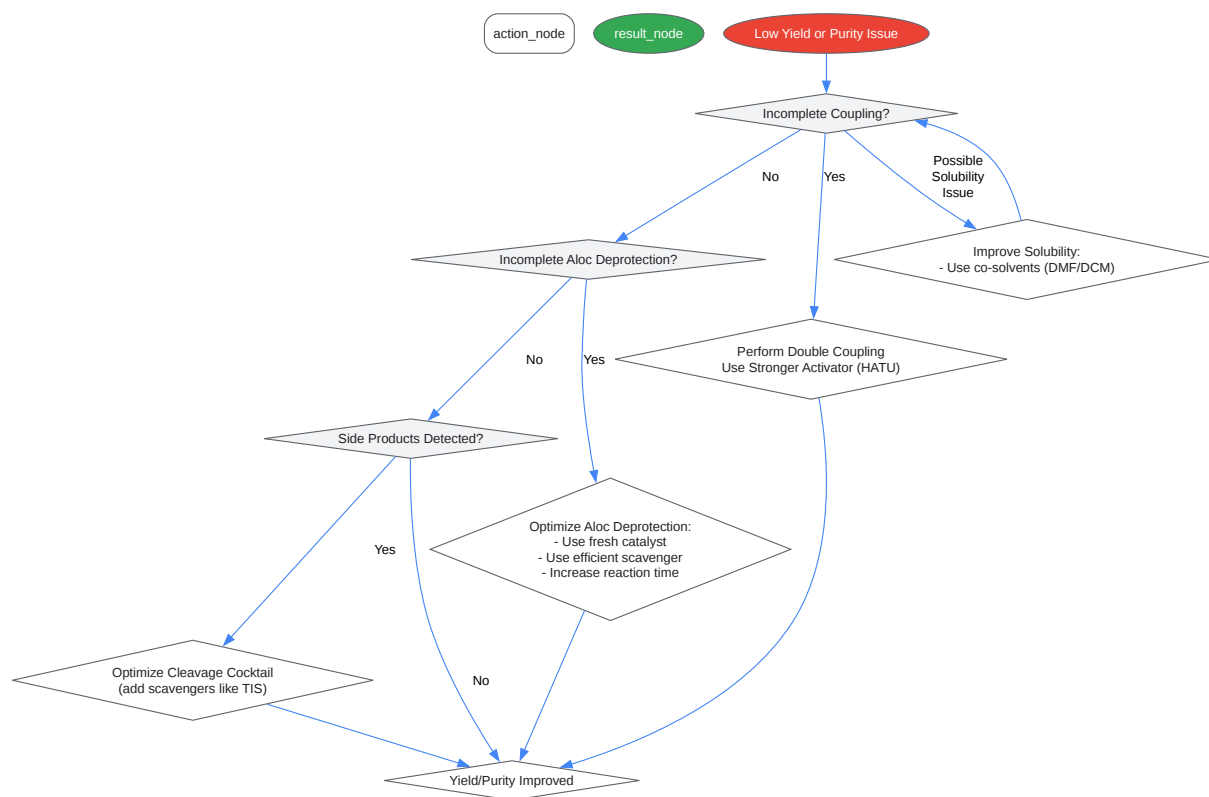 action_node
result_node
Low Yield or Purity Issue
Incomplete Coupling?
Possible
Solubility
Issue
No
Yes
Incomplete Aloc Deprotection?
Improve Solubility:
- Use co-solvents (DMF/DCM)
No
Yes
Perform Double Coupling
Use Stronger Activator (HATU)
Side Products Detected?
Optimize Aloc Deprotection:
- Use fresh catalyst
- Use efficient scavenger
- Increase reaction time
Yes
No
Optimize Cleavage Cocktail
(add scavengers like TIS)
Yield/Purity Improved